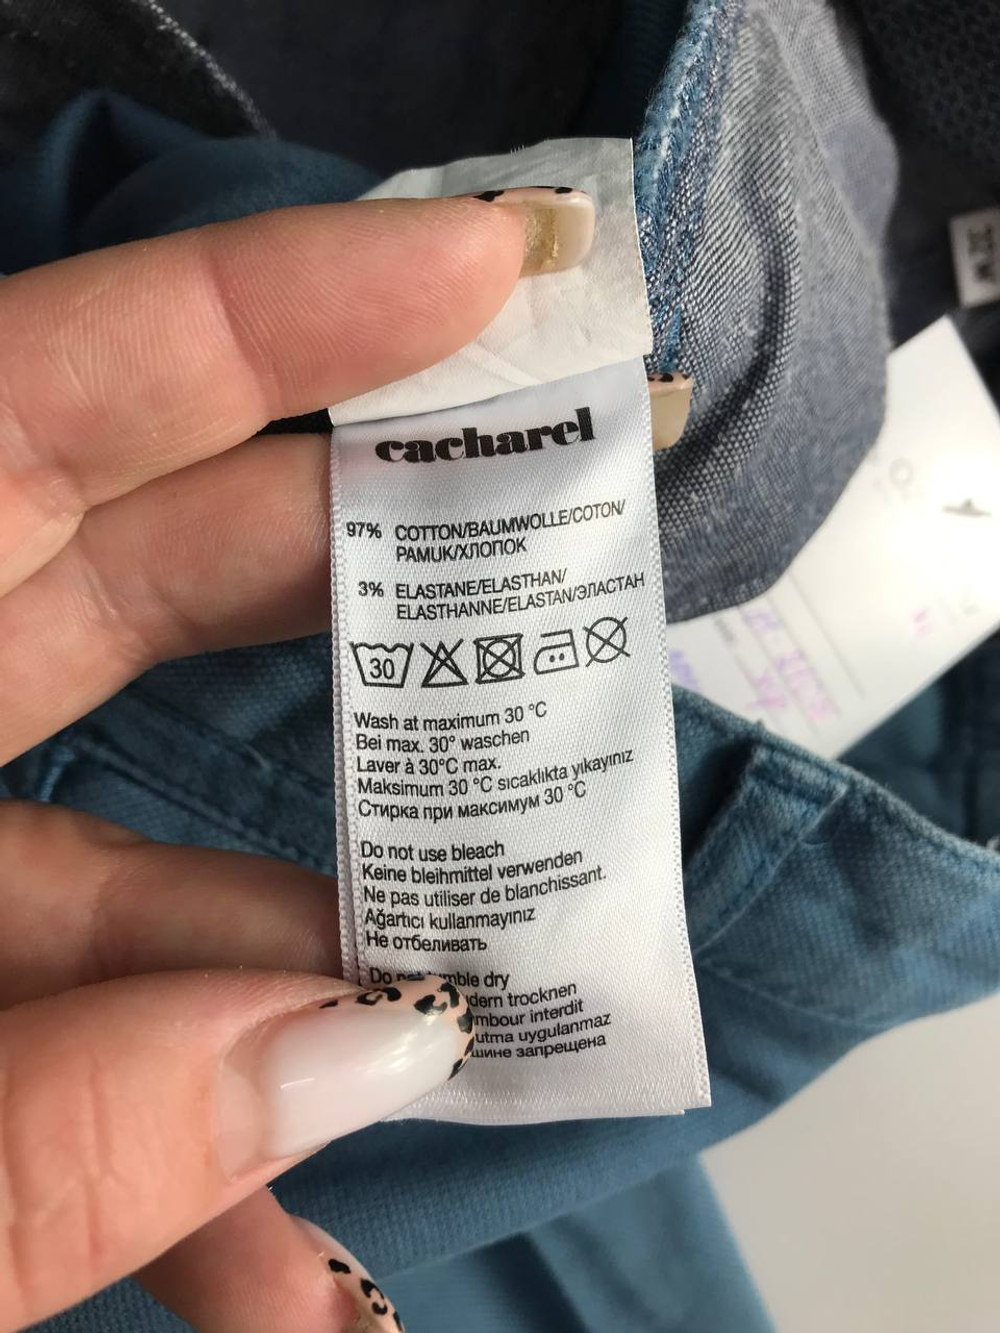 cacharel
97% COTTON/BAUMWOLLE/COTON/
PAMUK/ХЛОПОК
3% ELASTANE/ELASTHAN/
ELASTHANNE/ELASTAN/ЭЛАСТАН
30
Wash at maximum 30 °C
Bei max. 30° waschen
Laver à 30°C max.
Maksimum 30 °C sıcaklıkta yıkayınız
Стирка при максимум 30 °C
Do not use bleach
Keine bleihmittel verwenden
Ne pas utiliser de blanchissant.
Ağartıcı kullanmayınız
Не отбеливать
Do dry
trocknen
interdit
uygulanmaz
запрещена